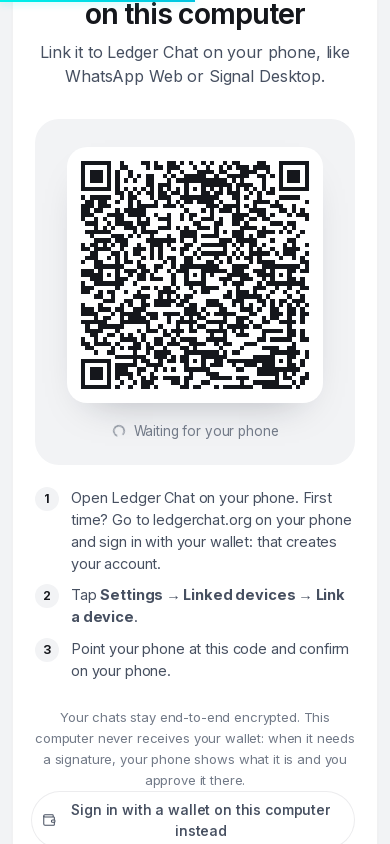 on this computer
Link it to Ledger Chat on your phone, like
WhatsApp Web or Signal Desktop.
Waiting for your phone
1 Open Ledger Chat on your phone. First
time? Go to ledgerchat.org on your phone
and sign in with your wallet: that creates
your account.
2 Tap Settings → Linked devices → Link
a device.
3 Point your phone at this code and confirm
on your phone.
Your chats stay end-to-end encrypted. This
computer never receives your wallet: when it needs
a signature, your phone shows what it is and you
approve it there.
Sign in with a wallet on this computer
instead